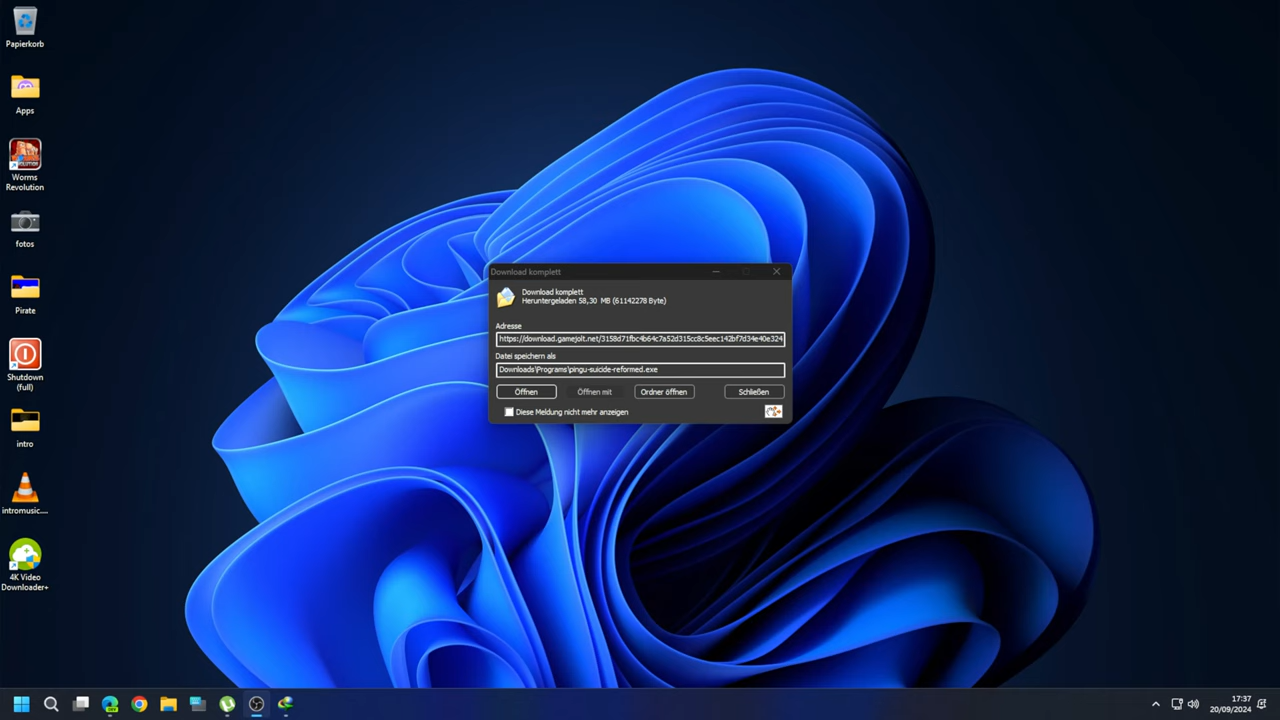 Papierkorb
Apps
Worms
Revolution
fotos
Pirate
Shutdown
(full)
intro
intromusic....
4K Video
Downloader+
Download komplett
Download komplett
Heruntergeladen 58,30 MB (61142278 Byte)
Adresse
https://download.gamejolt.net/3158d71fbc4b64c7a52d315cc8c5eec142bf7d34e40e324
Datei speichern als
Downloads\Programs\pingu-suicide-reformed.exe
Öffnen
Öffnen mit
Ordner öffnen
Schließen
Diese Meldung nicht mehr anzeigen
17:37
20/09/2024